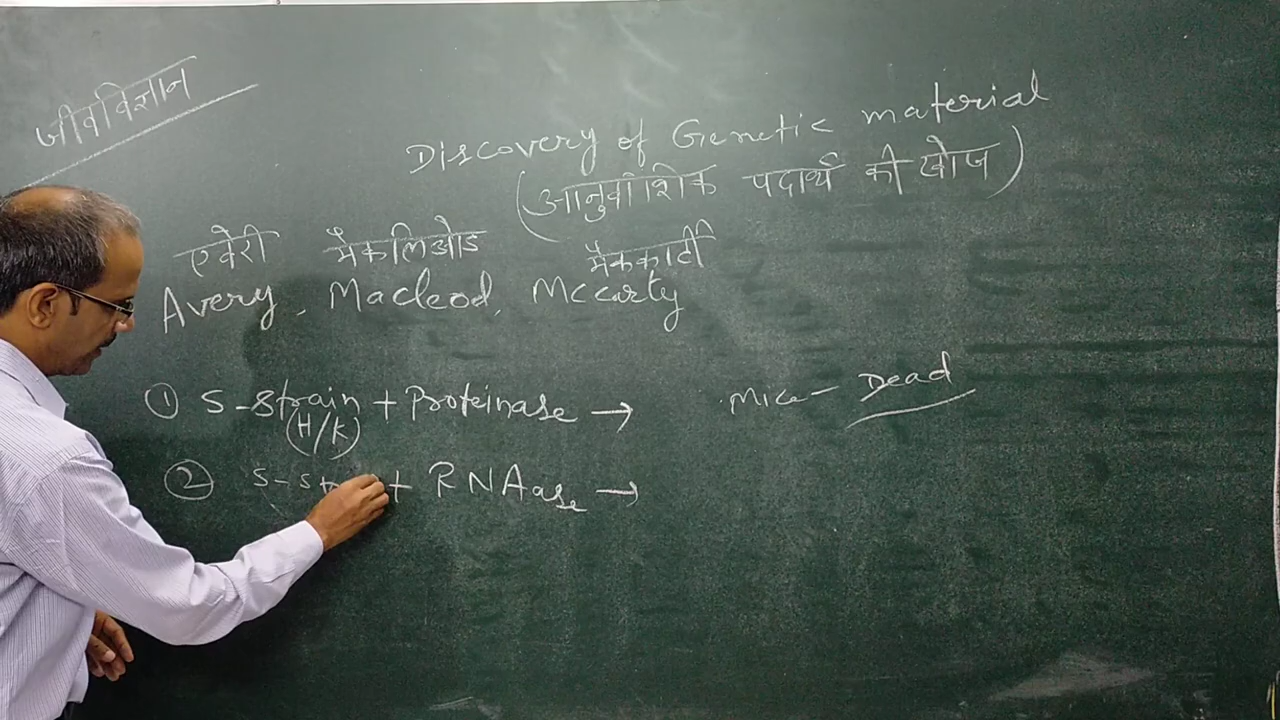 जीवविज्ञान
Discovery of Genetic material
(आनुवांशिक पदार्थ की खोज)
एवेरी मैकलिओड मैककार्टी
Avery, Macleod, Mccarty
① S-strain + Proteinase → Mice - Dead
(H/K)
② S- + RNAase →